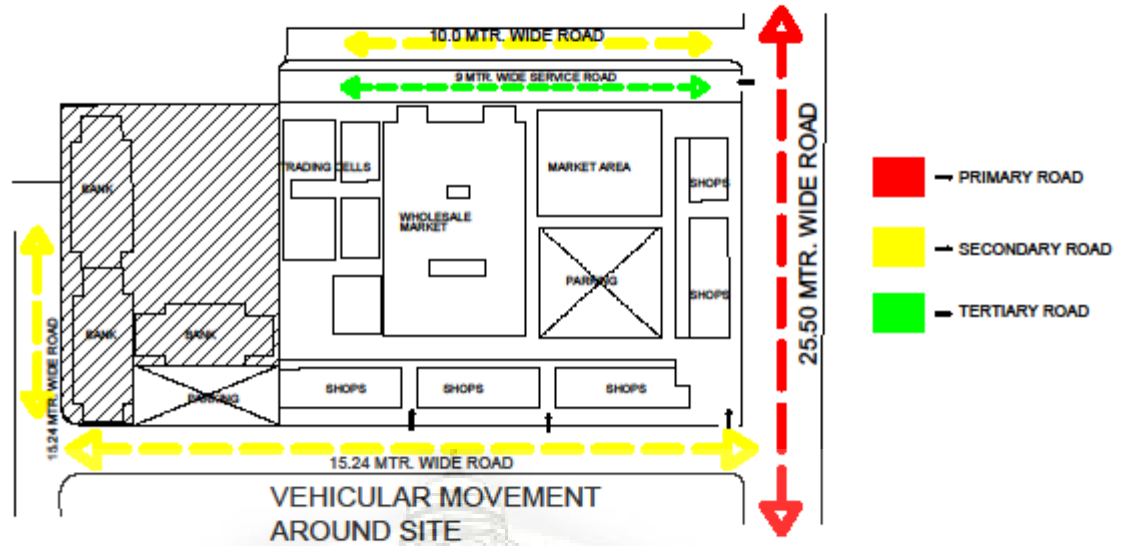 10.0 MTR. WIDE ROAD
9 MTR. WIDE SERVICE ROAD
TRADING CELLS
MARKET AREA
BANK
SHOPS
WHOLESALE
MARKET
PARKING
SHOPS
BANK
BANK
PARKING
SHOPS
SHOPS
SHOPS
15.24 MTR. WIDE ROAD
15.24 MTR. WIDE ROAD
25.50 MTR. WIDE ROAD
PRIMARY ROAD
SECONDARY ROAD
TERTIARY ROAD
VEHICULAR MOVEMENT
AROUND SITE